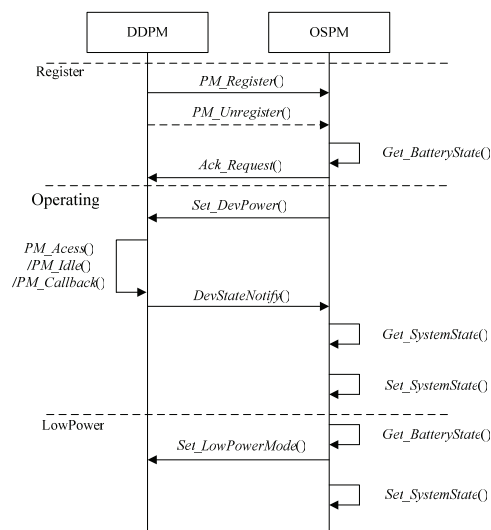 DDPM
OSPM
Register
PM_Register()
PM_Unregister()
Get_BatteryState()
Ack_Request()
Operating
Set_DevPower()
PM_Acess()
/PM_Idle()
/PM_Callback()
DevStateNotify()
Get_SystemState()
Set_SystemState()
LowPower
Get_BatteryState()
Set_LowPowerMode()
Set_SystemState()